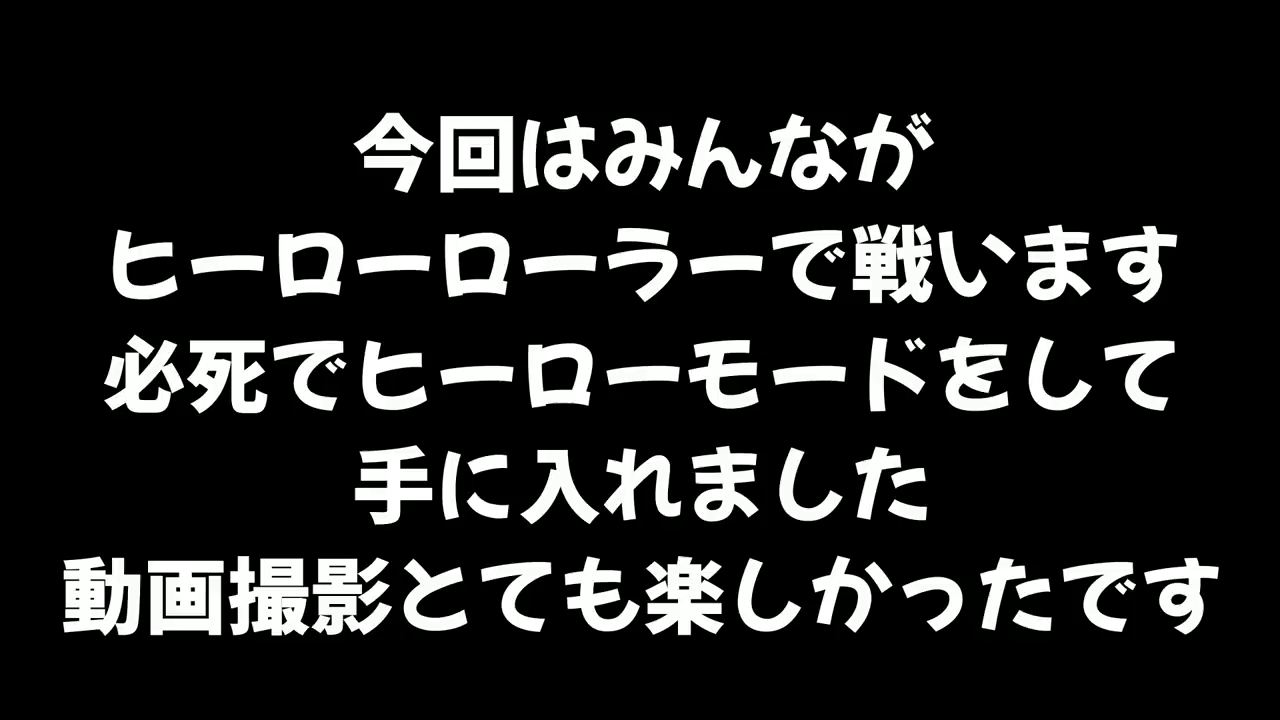 今回はみんなが
ヒーローローラーで戦います
必死でヒーローモードをして
手に入れました
動画撮影とても楽しかったです